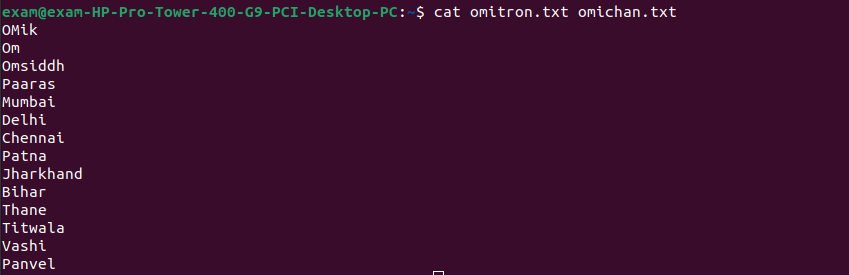 exam@exam-HP-Pro-Tower-400-G9-PCI-Desktop-PC:~$ cat omitron.txt omichan.txt
OMik
Om
Omsiddh
Paaras
Mumbai
Delhi
Chennai
Patna
Jharkhand
Bihar
Thane
Titwala
Vashi
Panvel